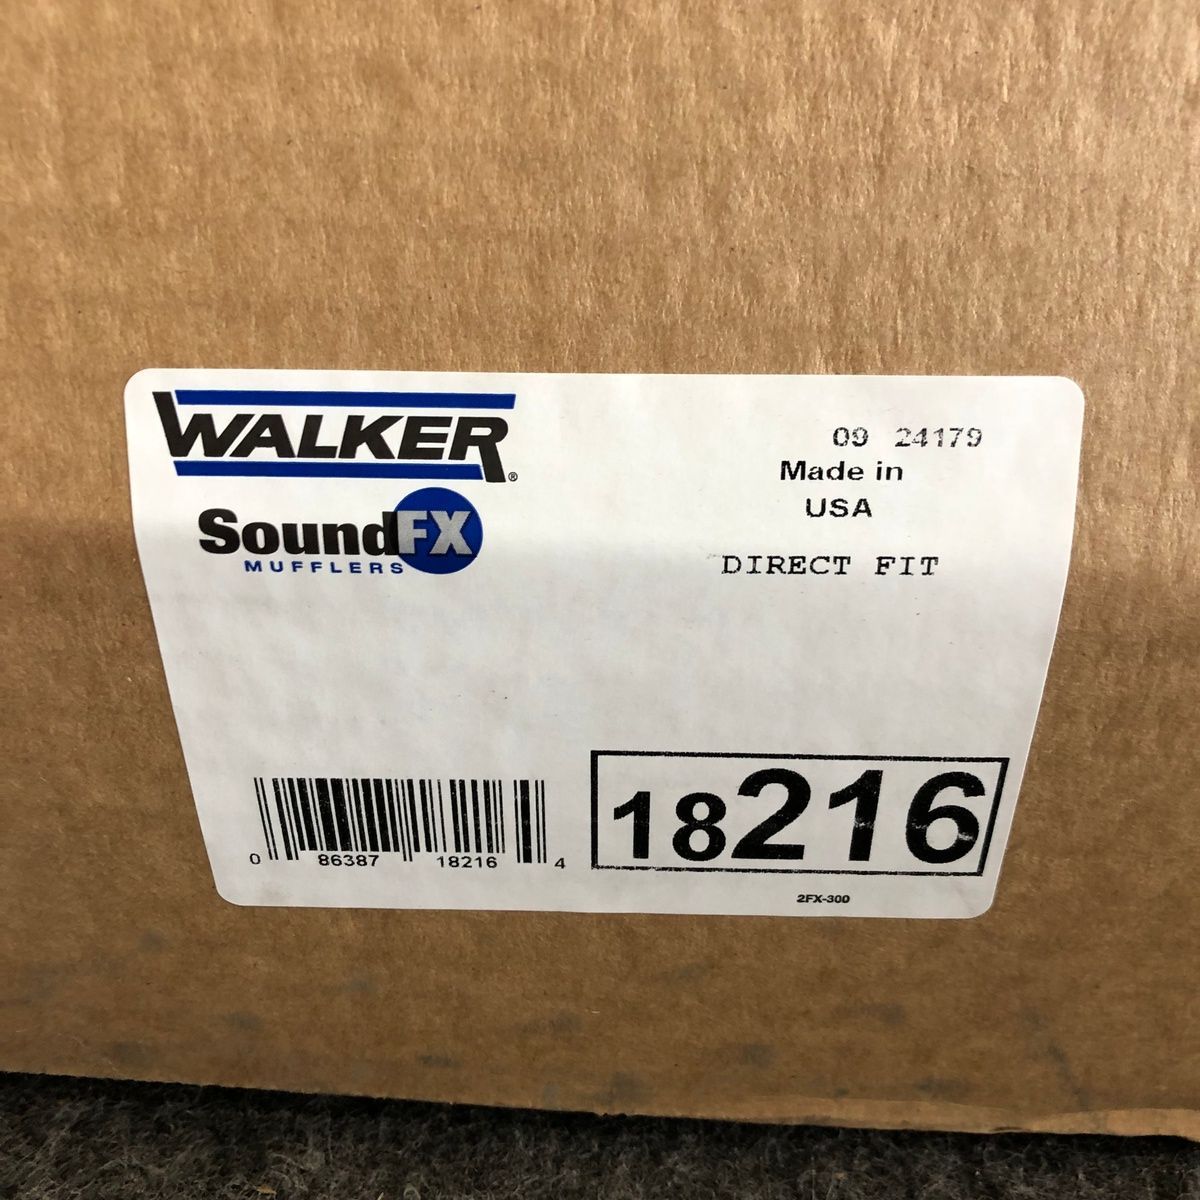 WALKER®
SoundFX
MUFFLERS
09 24179
Made in
USA
DIRECT FIT
0 86387 18216 4
18216
2FX-300